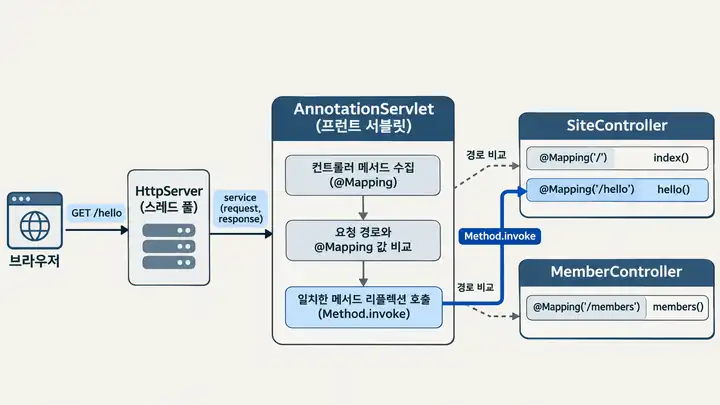 브라우저
GET /hello
HttpServer
(스레드 풀)
service
(request,
response)
AnnotationServlet
(프런트 서블릿)
컨트롤러 메서드 수집
(@Mapping)
요청 경로와
@Mapping 값 비교
일치한 메서드 리플렉션 호출
(Method.invoke)
경로 비교
Method.invoke
경로 비교
SiteController
@Mapping('/') index()
@Mapping('/hello') hello()
MemberController
@Mapping('/members') members()